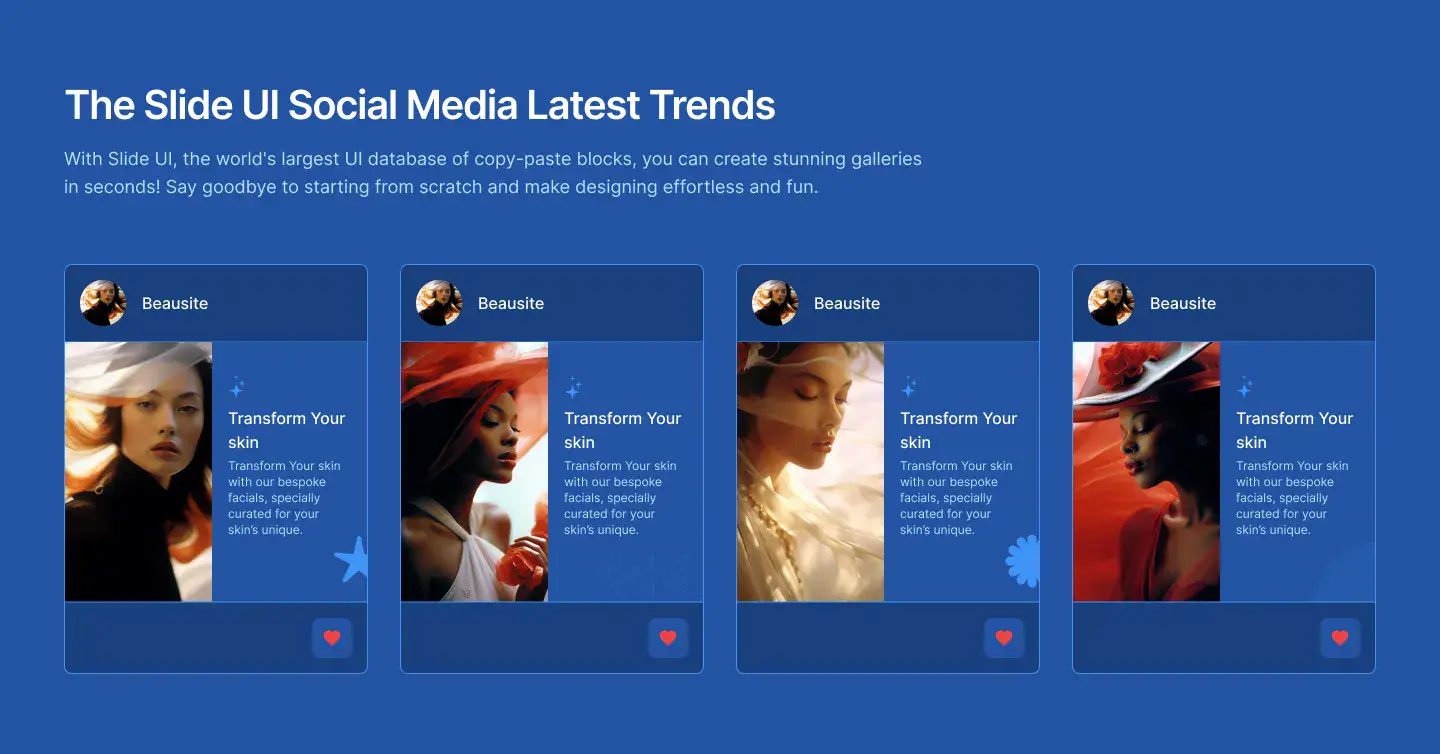 The Slide UI Social Media Latest Trends
With Slide UI, the world's largest UI database of copy-paste blocks, you can create stunning galleries
in seconds! Say goodbye to starting from scratch and make designing effortless and fun.
Beausite
Transform Your
skin
Transform Your skin
with our bespoke
facials, specially
curated for your
skin’s unique.
Beausite
Transform Your
skin
Transform Your skin
with our bespoke
facials, specially
curated for your
skin’s unique.
Beausite
Transform Your
skin
Transform Your skin
with our bespoke
facials, specially
curated for your
skin’s unique.
Beausite
Transform Your
skin
Transform Your skin
with our bespoke
facials, specially
curated for your
skin’s unique.